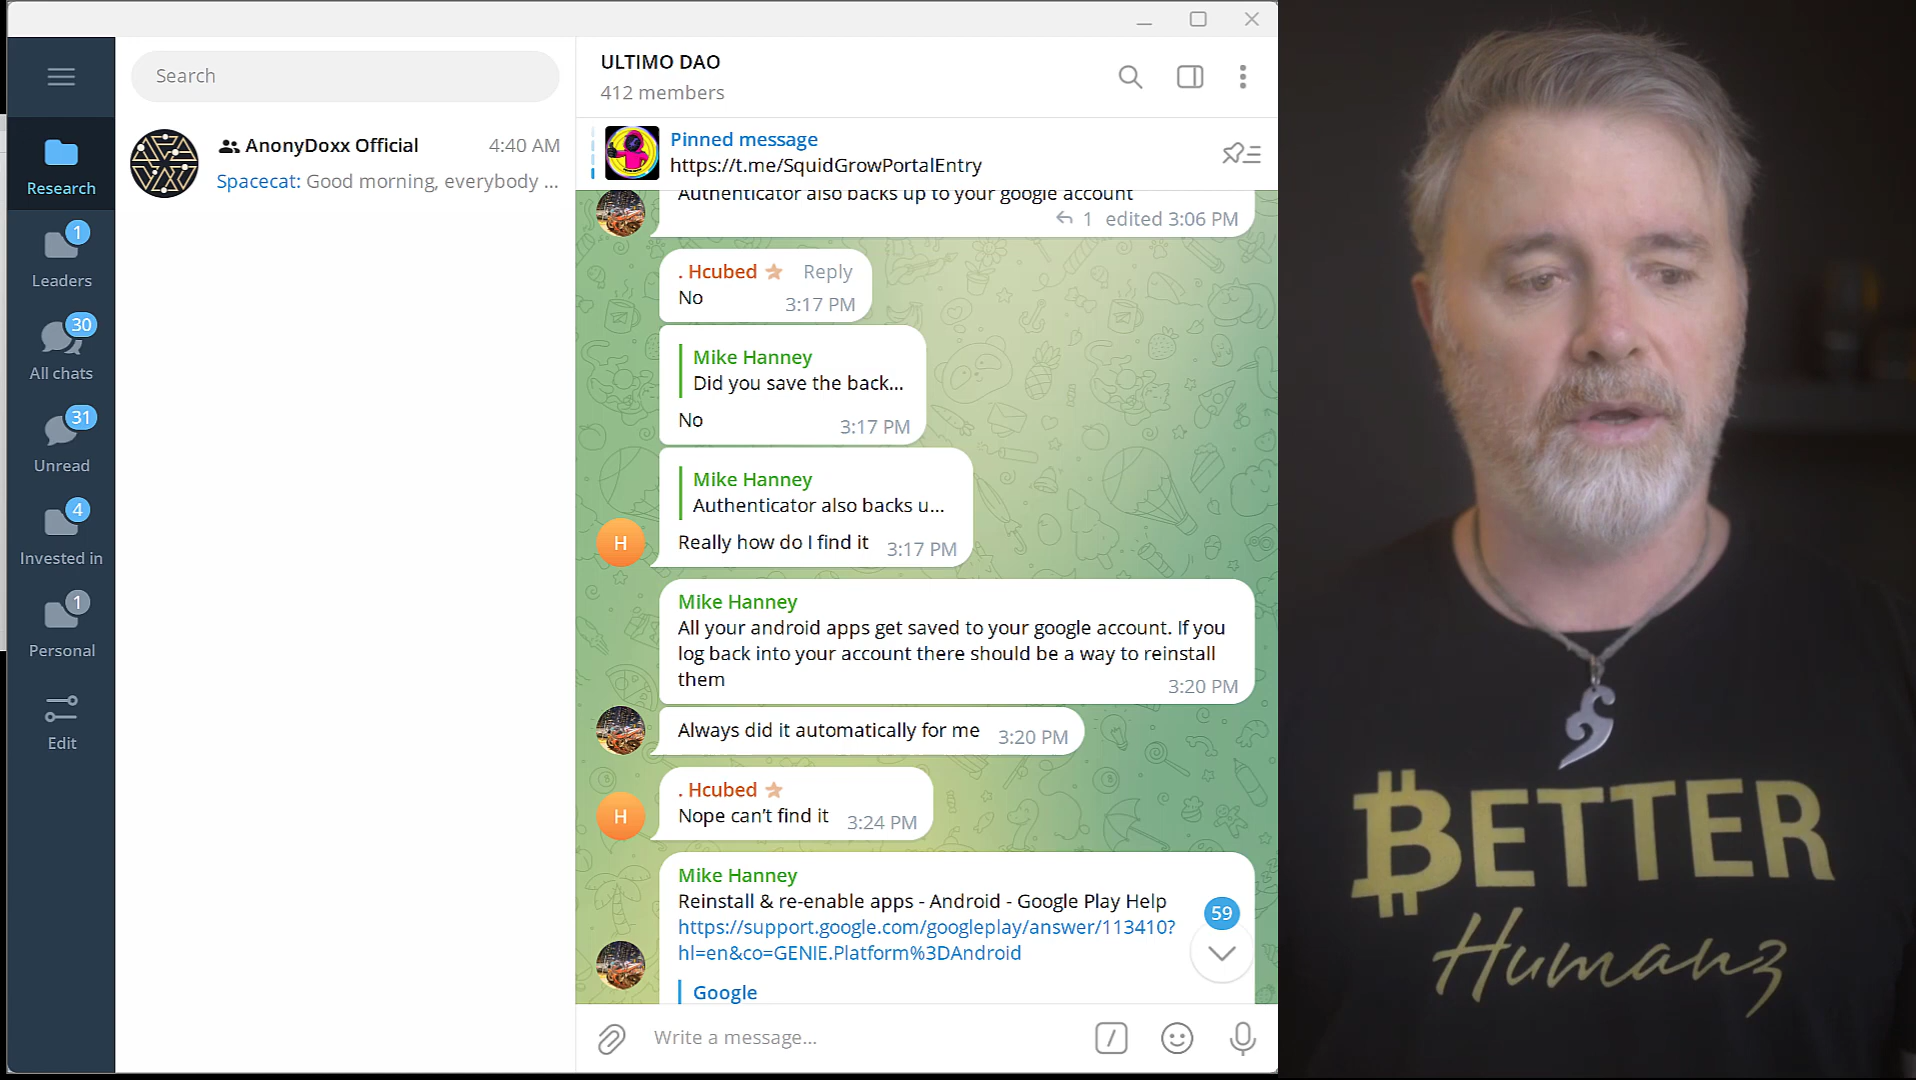 Search
ULTIMO DAO
412 members
Pinned message
https://t.me/SquidGrowPortalEntry
Research
1
Leaders
30
All chats
31
Unread
4
Invested in
1
Personal
Edit
AnonyDoxx Official
4:40 AM
Spacecat: Good morning, everybody ...
Authenticator also backs up to your google account
1 edited 3:06 PM
. Hcubed Reply
No 3:17 PM
Mike Hanney
Did you save the back...
No 3:17 PM
Mike Hanney
Authenticator also backs u...
H
Really how do I find it 3:17 PM
Mike Hanney
All your android apps get saved to your google account. If you
log back into your account there should be a way to reinstall
them
3:20 PM
Always did it automatically for me 3:20 PM
. Hcubed
H
Nope can't find it 3:24 PM
Mike Hanney
Reinstall & re-enable apps - Android - Google Play Help
https://support.google.com/googleplay/answer/113410?
hl=en&co=GENIE.Platform%3DAndroid
Google
59
Write a message...
BETTER
Humanz